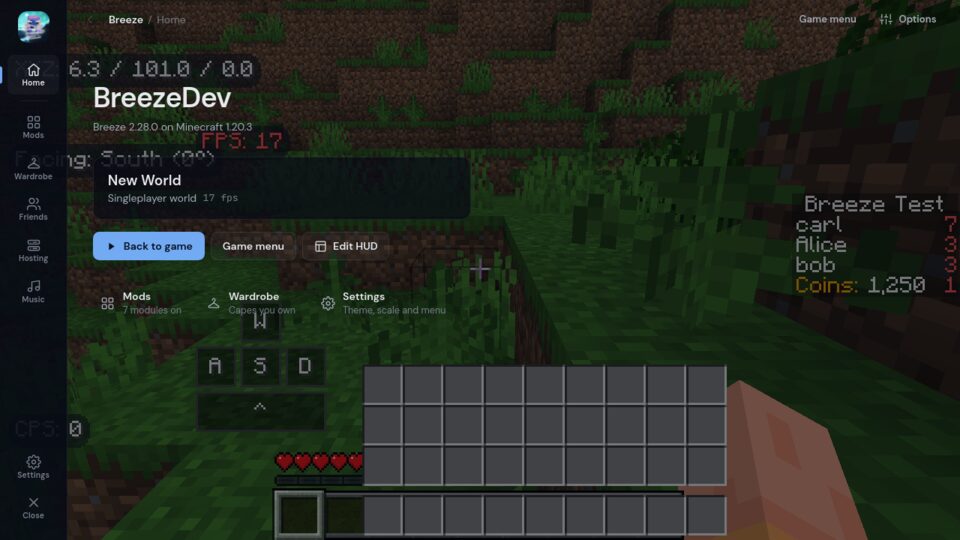 Breeze / Home
Game menu
Options
XYZ: 6.3 / 101.0 / 0.0
Home
BreezeDev
Breeze 2.28.0 on Minecraft 1.20.3
FPS: 17
Mods
Facing: South (0°)
Wardrobe
New World
Singleplayer world 17 fps
Friends
Breeze Test
carl 7
Alice 3
bob 3
Coins: 1,250 1
Hosting
Back to game
Game menu
Edit HUD
Music
Mods
7 modules on
Wardrobe
Capes you own
Settings
Theme, scale and menu
W
A S D
^
CPS: 0
Settings
Close